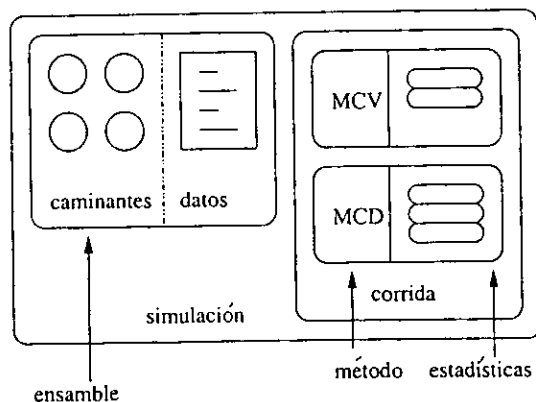 MCV
caminantes datos
MCD
corrida
simulación
método estadísticas
ensamble